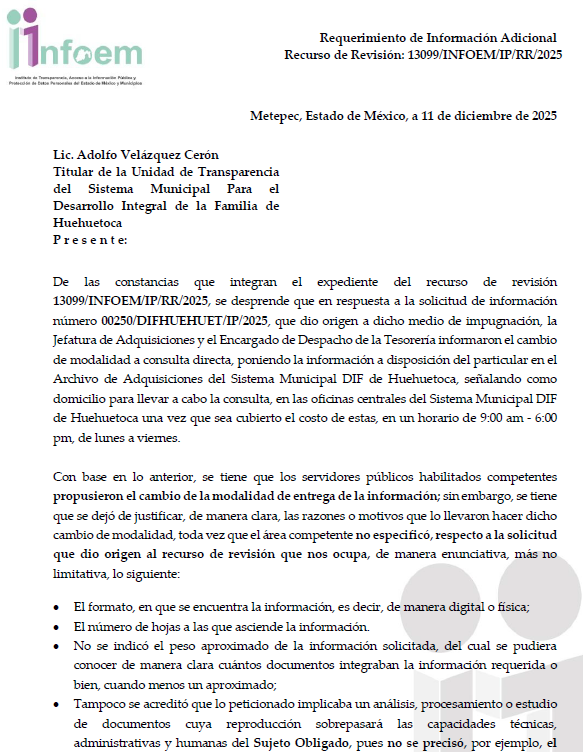 infoem
Instituto de Transparencia, Acceso a la Información Pública y
Protección de Datos Personales del Estado de México y Municipios
Requerimiento de Información Adicional
Recurso de Revisión: 13099/INFOEM/IP/RR/2025
Metepec, Estado de México, a 11 de diciembre de 2025
Lic. Adolfo Velázquez Cerón
Titular de la Unidad de Transparencia
del Sistema Municipal Para el
Desarrollo Integral de la Familia de
Huehuetoca
P r e s e n t e:
De las constancias que integran el expediente del recurso de revisión
13099/INFOEM/IP/RR/2025, se desprende que en respuesta a la solicitud de información
número 00250/DIFHUEHUET/IP/2025, que dio origen a dicho medio de impugnación, la
Jefatura de Adquisiciones y el Encargado de Despacho de la Tesorería informaron el cambio
de modalidad a consulta directa, poniendo la información a disposición del particular en el
Archivo de Adquisiciones del Sistema Municipal DIF de Huehuetoca, señalando como
domicilio para llevar a cabo la consulta, en las oficinas centrales del Sistema Municipal DIF
de Huehuetoca una vez que sea cubierto el costo de estas, en un horario de 9:00 am - 6:00
pm, de lunes a viernes.
Con base en lo anterior, se tiene que los servidores públicos habilitados competentes
propusieron el cambio de la modalidad de entrega de la información; sin embargo, se tiene
que se dejó de justificar, de manera clara, las razones o motivos que lo llevaron hacer dicho
cambio de modalidad, toda vez que el área competente no especificó, respecto a la solicitud
que dio origen al recurso de revisión que nos ocupa, de manera enunciativa, más no
limitativa, lo siguiente:
• El formato, en que se encuentra la información, es decir, de manera digital o física;
• El número de hojas a las que asciende la información.
• No se indicó el peso aproximado de la información solicitada, del cual se pudiera
conocer de manera clara cuántos documentos integraban la información requerida o
bien, cuando menos un aproximado;
• Tampoco se acreditó que lo peticionado implicaba un análisis, procesamiento o estudio
de documentos cuya reproducción sobrepasará las capacidades técnicas,
administrativas y humanas del Sujeto Obligado, pues no se precisó, por ejemplo, el